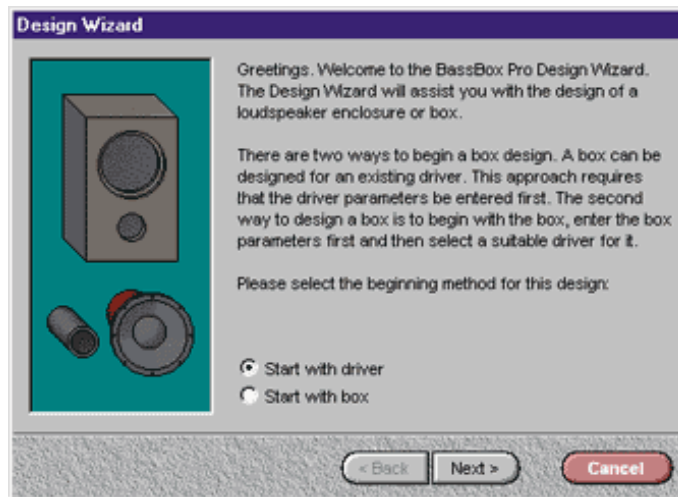 Design Wizard
Greetings. Welcome to the BassBox Pro Design Wizard.
The Design Wizard will assist you with the design of a
loudspeaker enclosure or box.
There are two ways to begin a box design. A box can be
designed for an existing driver. This approach requires
that the driver parameters be entered first. The second
way to design a box is to begin with the box, enter the box
parameters first and then select a suitable driver for it.
Please select the beginning method for this design:
Start with driver
Start with box
< Back Next > Cancel